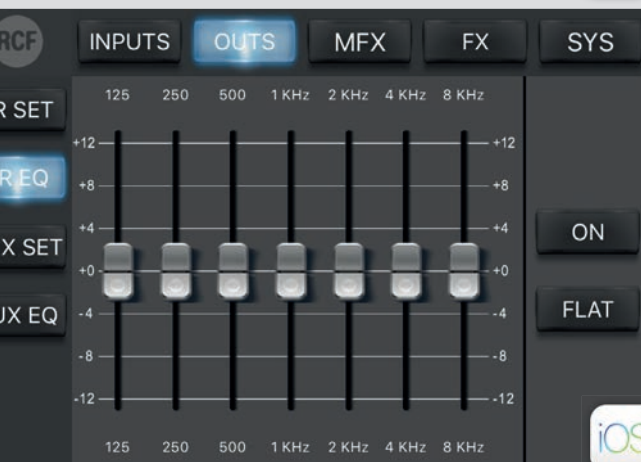 RCF INPUTS OUTS MFX FX SYS
125 250 500 1 KHz 2 KHz 4 KHz 8 KHz
R SET
+12 +12
R EQ
+8 +8
+4 +4
ON
X SET
+0 +0
UX EQ
-4 -4
FLAT
-8 -8
-12 -12
iOS
125 250 500 1 KHz 2 KHz 4 KHz 8 KHz